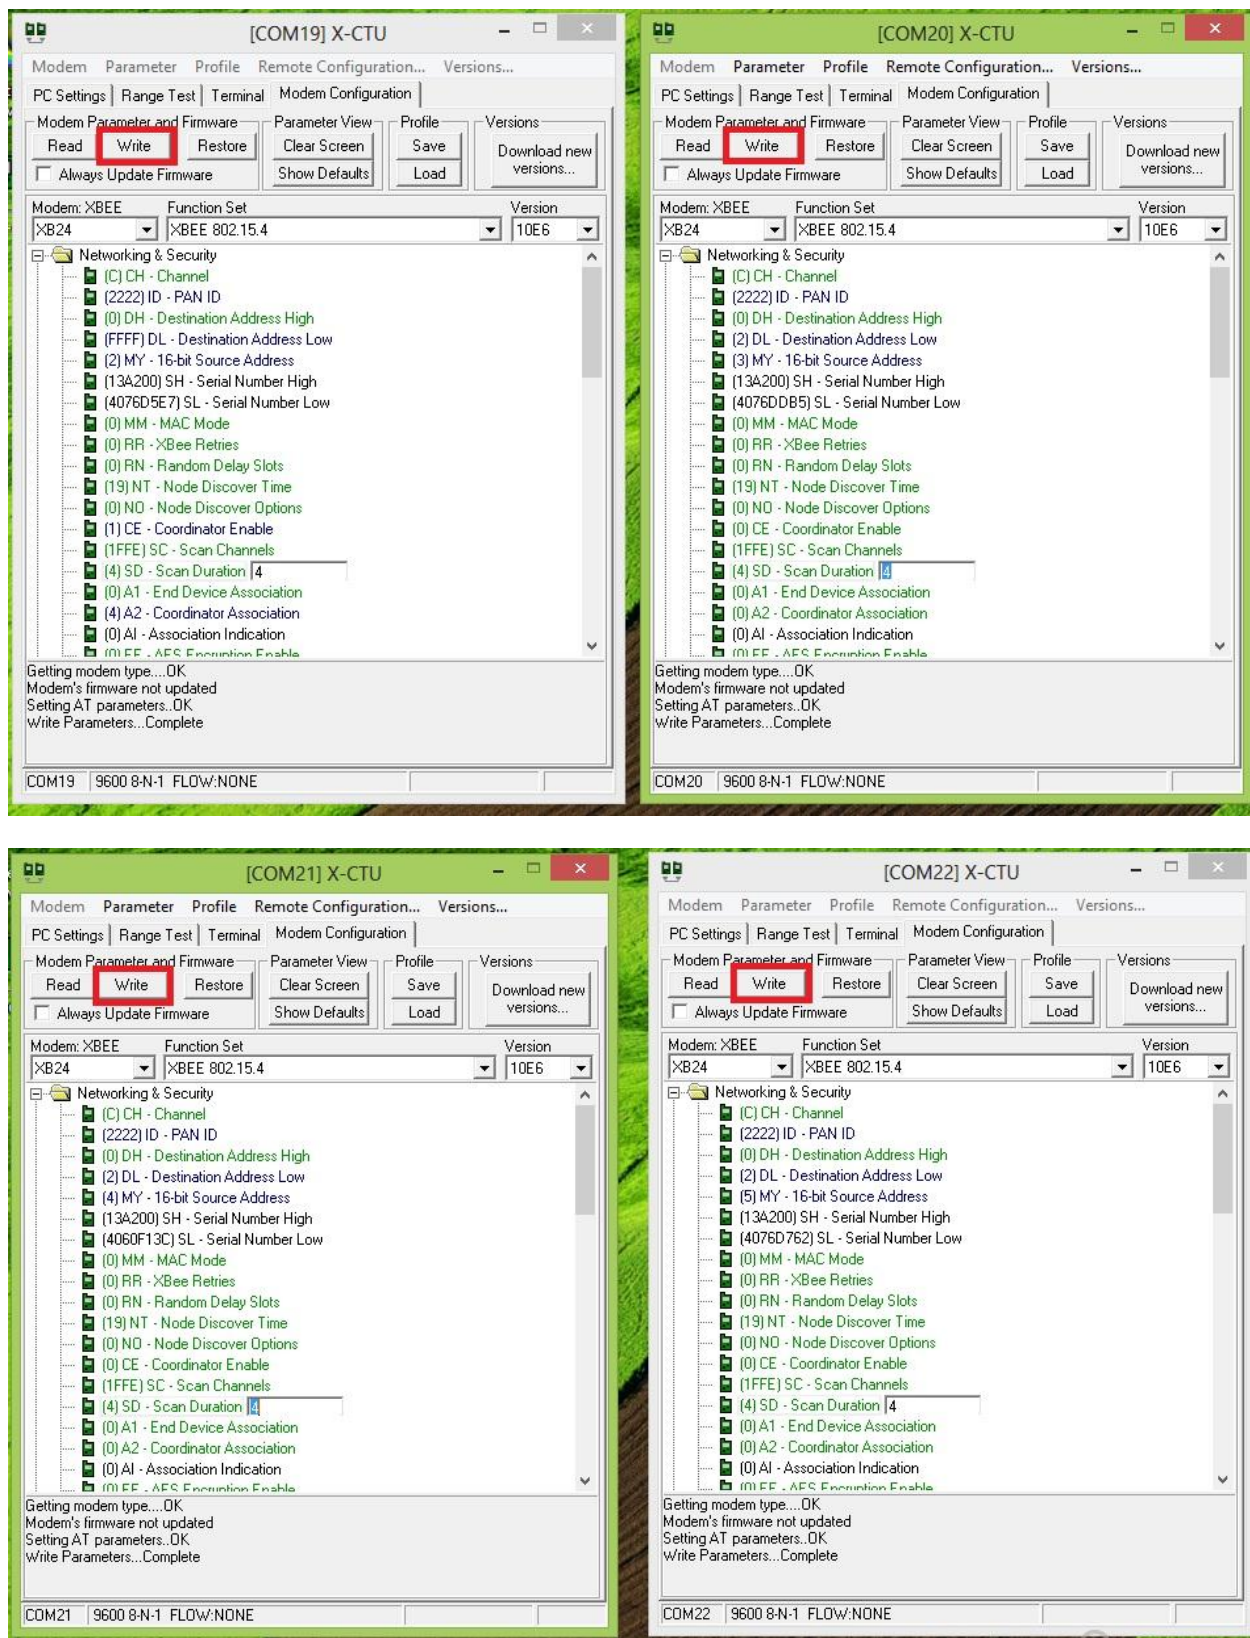 [COM19] X-CTU
Modem Parameter Profile Remote Configuration... Versions...
PC Settings Range Test Terminal Modem Configuration
Modem Parameter and Firmware Parameter View Profile Versions
Read Write Restore Clear Screen Save Download new versions...
Always Update Firmware Show Defaults Load
Modem: XBEE Function Set Version
XB24 XBEE 802.15.4 10E6
Networking & Security
(C) CH - Channel
(2222) ID - PAN ID
(0) DH - Destination Address High
(FFFF) DL - Destination Address Low
(2) MY - 16-bit Source Address
(13A200) SH - Serial Number High
(4076D5E7) SL - Serial Number Low
(0) MM - MAC Mode
(0) RR - XBee Retries
(0) RN - Random Delay Slots
(19) NT - Node Discover Time
(0) NO - Node Discover Options
(1) CE - Coordinator Enable
(1FFE) SC - Scan Channels
(4) SD - Scan Duration 4
(0) A1 - End Device Association
(4) A2 - Coordinator Association
(0) AI - Association Indication
(0) EE - AES Encryption Enable
Getting modem type....OK
Modem's firmware not updated
Setting AT parameters..OK
Write Parameters...Complete
COM19 9600 8-N-1 FLOW:NONE
[COM20] X-CTU
Modem Parameter Profile Remote Configuration... Versions...
PC Settings Range Test Terminal Modem Configuration
Modem Parameter and Firmware Parameter View Profile Versions
Read Write Restore Clear Screen Save Download new versions...
Always Update Firmware Show Defaults Load
Modem: XBEE Function Set Version
XB24 XBEE 802.15.4 10E6
Networking & Security
(C) CH - Channel
(2222) ID - PAN ID
(0) DH - Destination Address High
(2) DL - Destination Address Low
(3) MY - 16-bit Source Address
(13A200) SH - Serial Number High
(4076DDB5) SL - Serial Number Low
(0) MM - MAC Mode
(0) RR - XBee Retries
(0) RN - Random Delay Slots
(19) NT - Node Discover Time
(0) NO - Node Discover Options
(0) CE - Coordinator Enable
(1FFE) SC - Scan Channels
(4) SD - Scan Duration 4
(0) A1 - End Device Association
(0) A2 - Coordinator Association
(0) AI - Association Indication
(0) EE - AES Encryption Enable
Getting modem type....OK
Modem's firmware not updated
Setting AT parameters..OK
Write Parameters...Complete
COM20 9600 8-N-1 FLOW:NONE
[COM21] X-CTU
Modem Parameter Profile Remote Configuration... Versions...
PC Settings Range Test Terminal Modem Configuration
Modem Parameter and Firmware Parameter View Profile Versions
Read Write Restore Clear Screen Save Download new versions...
Always Update Firmware Show Defaults Load
Modem: XBEE Function Set Version
XB24 XBEE 802.15.4 10E6
Networking & Security
(C) CH - Channel
(2222) ID - PAN ID
(0) DH - Destination Address High
(2) DL - Destination Address Low
(4) MY - 16-bit Source Address
(13A200) SH - Serial Number High
(4060F13C) SL - Serial Number Low
(0) MM - MAC Mode
(0) RR - XBee Retries
(0) RN - Random Delay Slots
(19) NT - Node Discover Time
(0) NO - Node Discover Options
(0) CE - Coordinator Enable
(1FFE) SC - Scan Channels
(4) SD - Scan Duration 4
(0) A1 - End Device Association
(0) A2 - Coordinator Association
(0) AI - Association Indication
(0) EE - AES Encryption Enable
Getting modem type....OK
Modem's firmware not updated
Setting AT parameters..OK
Write Parameters...Complete
COM21 9600 8-N-1 FLOW:NONE
[COM22] X-CTU
Modem Parameter Profile Remote Configuration... Versions...
PC Settings Range Test Terminal Modem Configuration
Modem Parameter and Firmware Parameter View Profile Versions
Read Write Restore Clear Screen Save Download new versions...
Always Update Firmware Show Defaults Load
Modem: XBEE Function Set Version
XB24 XBEE 802.15.4 10E6
Networking & Security
(C) CH - Channel
(2222) ID - PAN ID
(0) DH - Destination Address High
(2) DL - Destination Address Low
(5) MY - 16-bit Source Address
(13A200) SH - Serial Number High
(4076D762) SL - Serial Number Low
(0) MM - MAC Mode
(0) RR - XBee Retries
(0) RN - Random Delay Slots
(19) NT - Node Discover Time
(0) NO - Node Discover Options
(0) CE - Coordinator Enable
(1FFE) SC - Scan Channels
(4) SD - Scan Duration 4
(0) A1 - End Device Association
(0) A2 - Coordinator Association
(0) AI - Association Indication
(0) EE - AES Encryption Enable
Getting modem type....OK
Modem's firmware not updated
Setting AT parameters..OK
Write Parameters...Complete
COM22 9600 8-N-1 FLOW:NONE